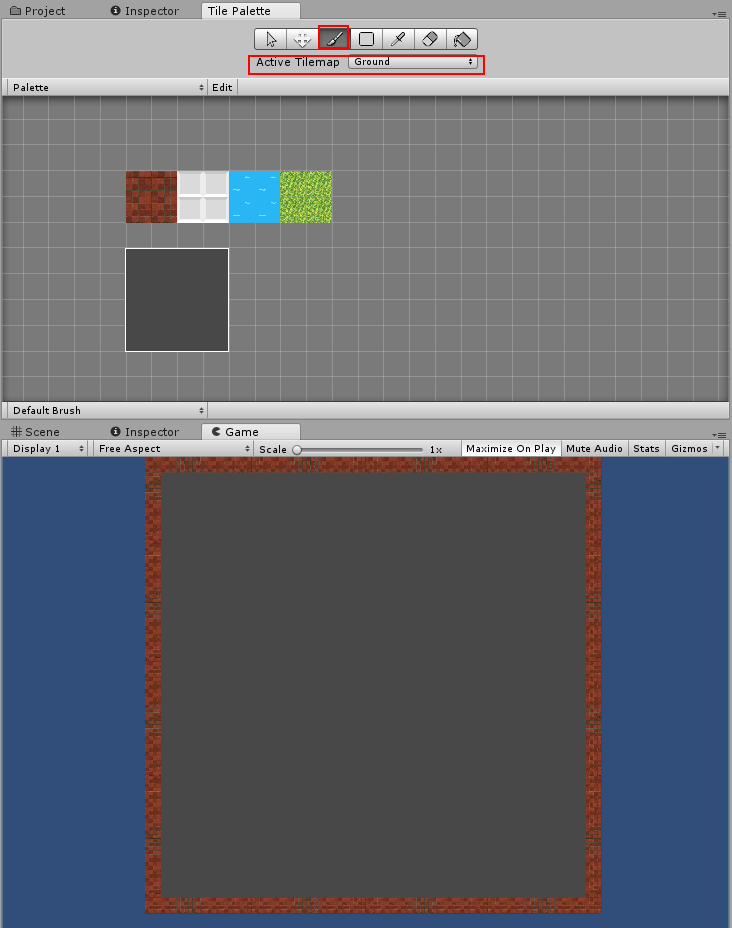 Project Inspector Tile Palette
Active Tilemap Ground
Palette Edit
Default Brush
Scene Inspector Game
Display 1 Free Aspect Scale 1x Maximize On Play Mute Audio Stats Gizmos